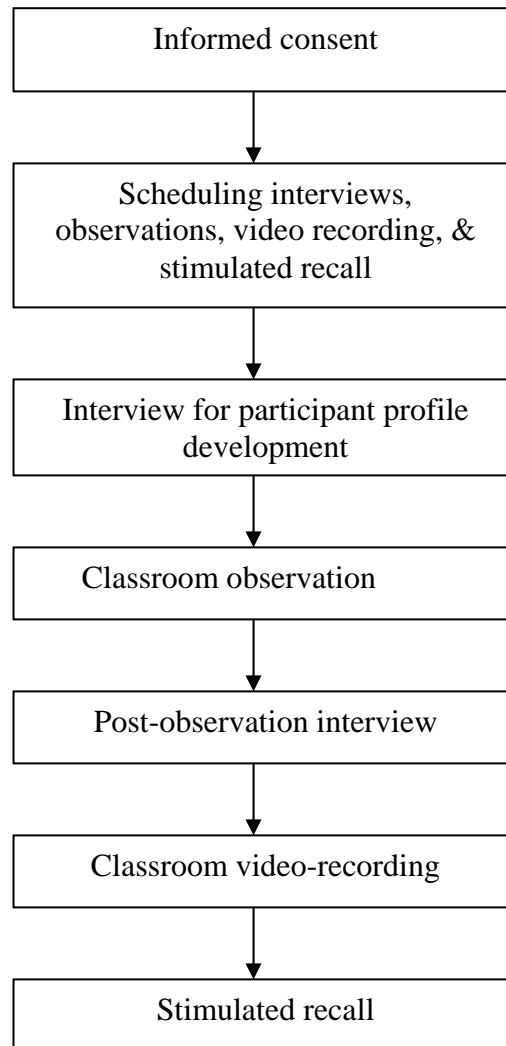 Informed consent
Scheduling interviews,
observations, video recording, &
stimulated recall
Interview for participant profile
development
Classroom observation
Post-observation interview
Classroom video-recording
Stimulated recall